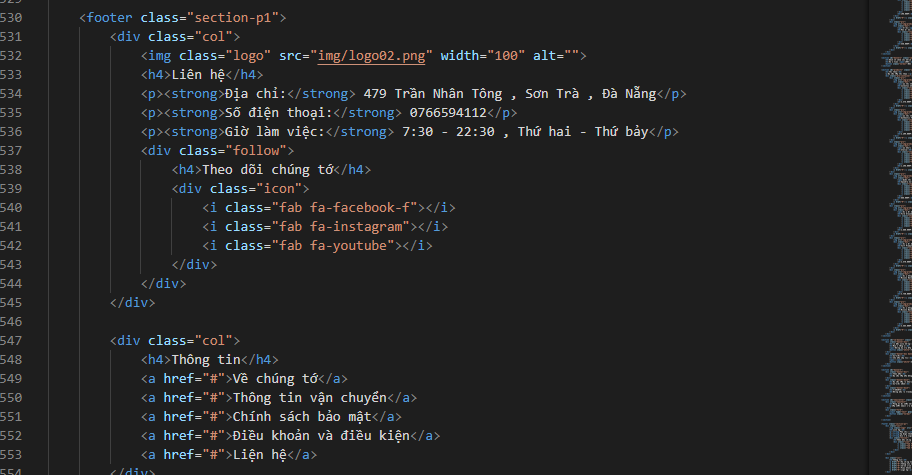 529
530 <footer class="section-p1">
531 <div class="col">
532 <img class="logo" src="img/logo02.png" width="100" alt="">
533 <h4>Liên hệ</h4>
534 <p><strong>Địa chỉ:</strong> 479 Trần Nhân Tông , Sơn Trà , Đà Nẵng</p>
535 <p><strong>Số điện thoại:</strong> 0766594112</p>
536 <p><strong>Giờ làm việc:</strong> 7:30 - 22:30 , Thứ hai - Thứ bảy</p>
537 <div class="follow">
538 <h4>Theo dõi chúng tớ</h4>
539 <div class="icon">
540 <i class="fab fa-facebook-f"></i>
541 <i class="fab fa-instagram"></i>
542 <i class="fab fa-youtube"></i>
543 </div>
544 </div>
545 </div>
546
547 <div class="col">
548 <h4>Thông tin</h4>
549 <a href="#">Về chúng tớ</a>
550 <a href="#">Thông tin vận chuyển</a>
551 <a href="#">Chính sách bảo mật</a>
552 <a href="#">Điều khoản và điều kiện</a>
553 <a href="#">Liện hệ</a>
554 </div>